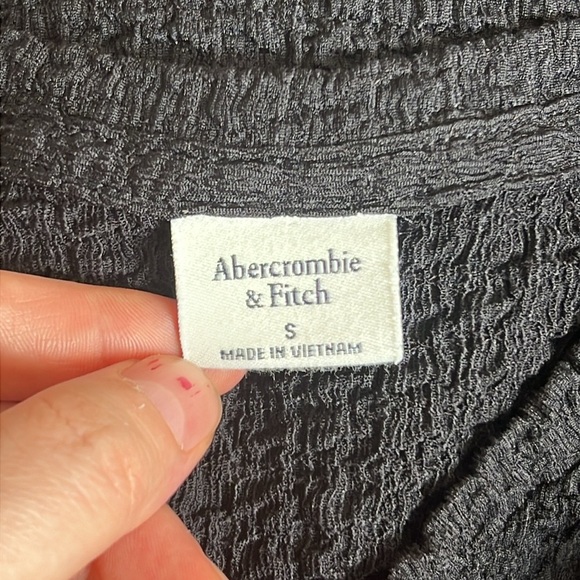 Abercrombie
& Fitch
S
MADE IN VIETNAM